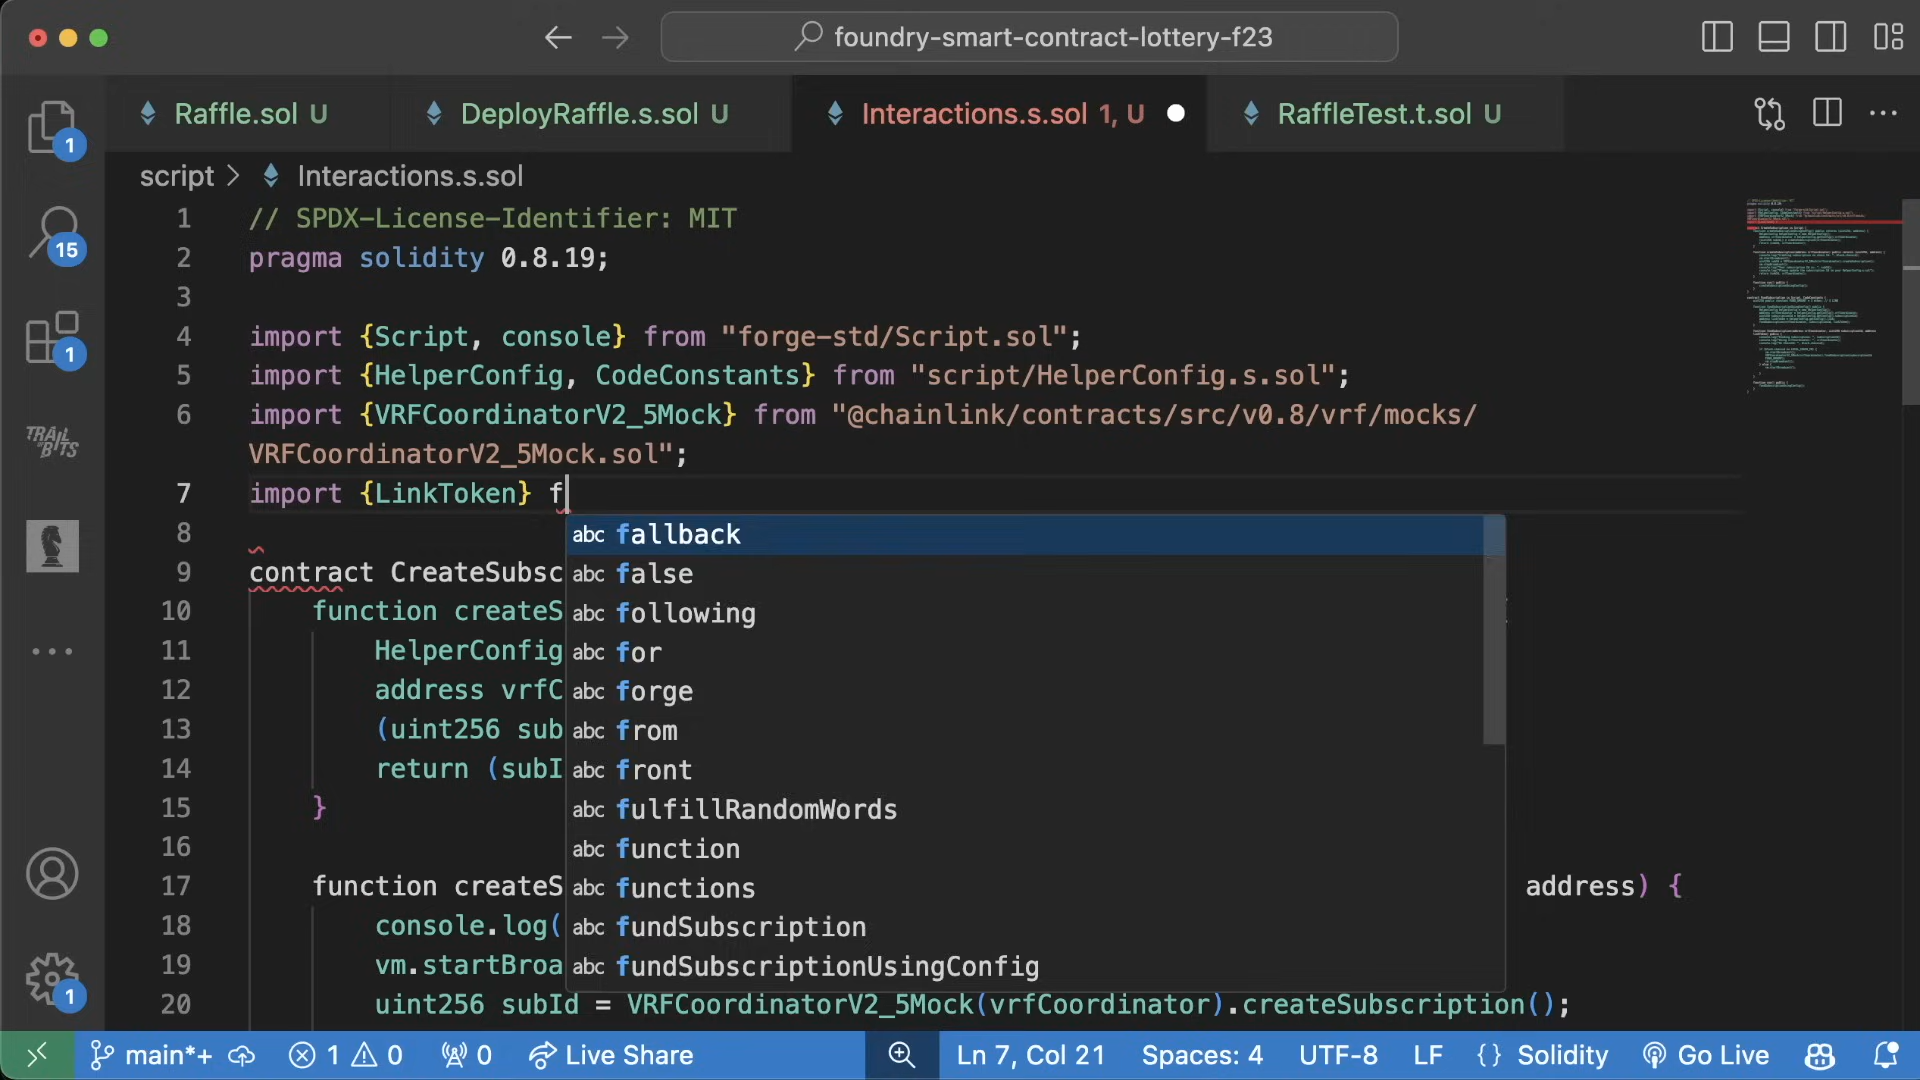 foundry-smart-contract-lottery-f23
Raffle.sol U
DeployRaffle.s.sol U
Interactions.s.sol 1, U
RaffleTest.t.sol U
script > Interactions.s.sol
1 // SPDX-License-Identifier: MIT
2 pragma solidity 0.8.19;
3
4 import {Script, console} from "forge-std/Script.sol";
5 import {HelperConfig, CodeConstants} from "script/HelperConfig.s.sol";
6 import {VRFCoordinatorV2_5Mock} from "@chainlink/contracts/src/v0.8/vrf/mocks/
VRFCoordinatorV2_5Mock.sol";
7 import {LinkToken} f
8
9 contract CreateSubsc
10 function createS
11 HelperConfig
12 address vrfC
13 (uint256 sub
14 return (subI
15 }
16
17 function createS address) {
18 console.log(
19 vm.startBroa
20 uint256 subId = VRFCoordinatorV2_5Mock(vrfCoordinator).createSubscription();
abc fallback
abc false
abc following
abc for
abc forge
abc from
abc front
abc fulfillRandomWords
abc function
abc functions
abc fundSubscription
abc fundSubscriptionUsingConfig
1
15
1
TRAIL OF BITS
1
main*+ 1 0 0 Live Share Ln 7, Col 21 Spaces: 4 UTF-8 LF {} Solidity Go Live